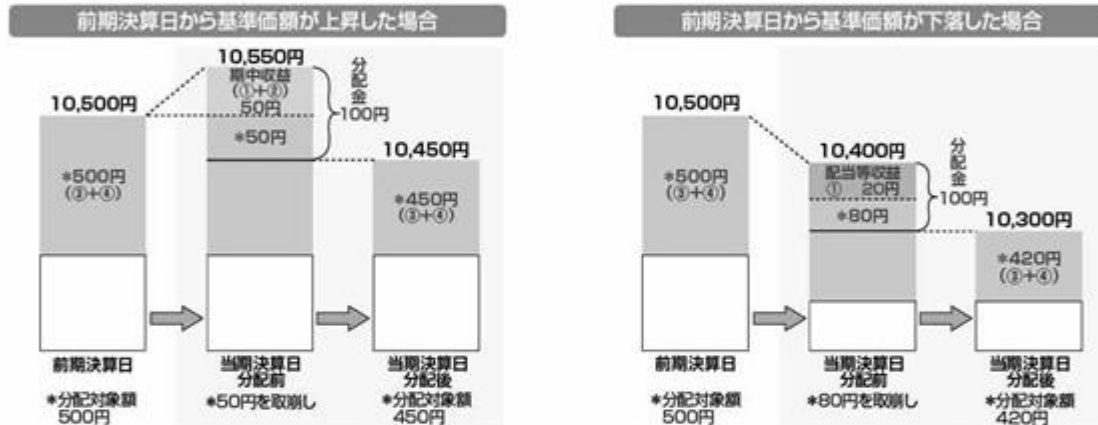 前期決算日から基準価額が上昇した場合
10,550円
10,500円
期中収益
(①+②)
50円
*50円
分配金
100円
10,450円
*500円
(③+④)
*450円
(③+④)
前期決算日
当期決算日
分配前
当期決算日
分配後
*分配対象額
500円
*50円を取崩し
*分配対象額
450円
前期決算日から基準価額が下落した場合
10,500円
10,400円
配当等収益
① 20円
*80円
分配金
100円
10,300円
*500円
(③+④)
*420円
(③+④)
前期決算日
当期決算日
分配前
当期決算日
分配後
*分配対象額
500円
*80円を取崩し
*分配対象額
420円